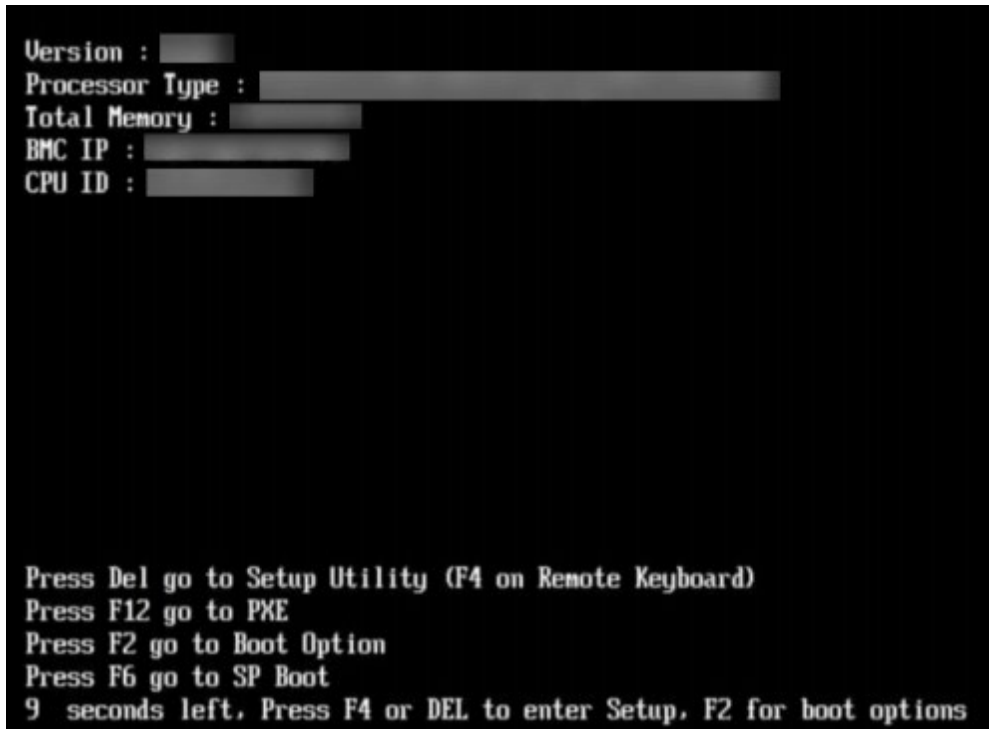 Version :
Processor Type :
Total Memory :
BMC IP :
CPU ID :
Press Del go to Setup Utility (F4 on Remote Keyboard)
Press F12 go to PXE
Press F2 go to Boot Option
Press F6 go to SP Boot
9 seconds left, Press F4 or DEL to enter Setup, F2 for boot options